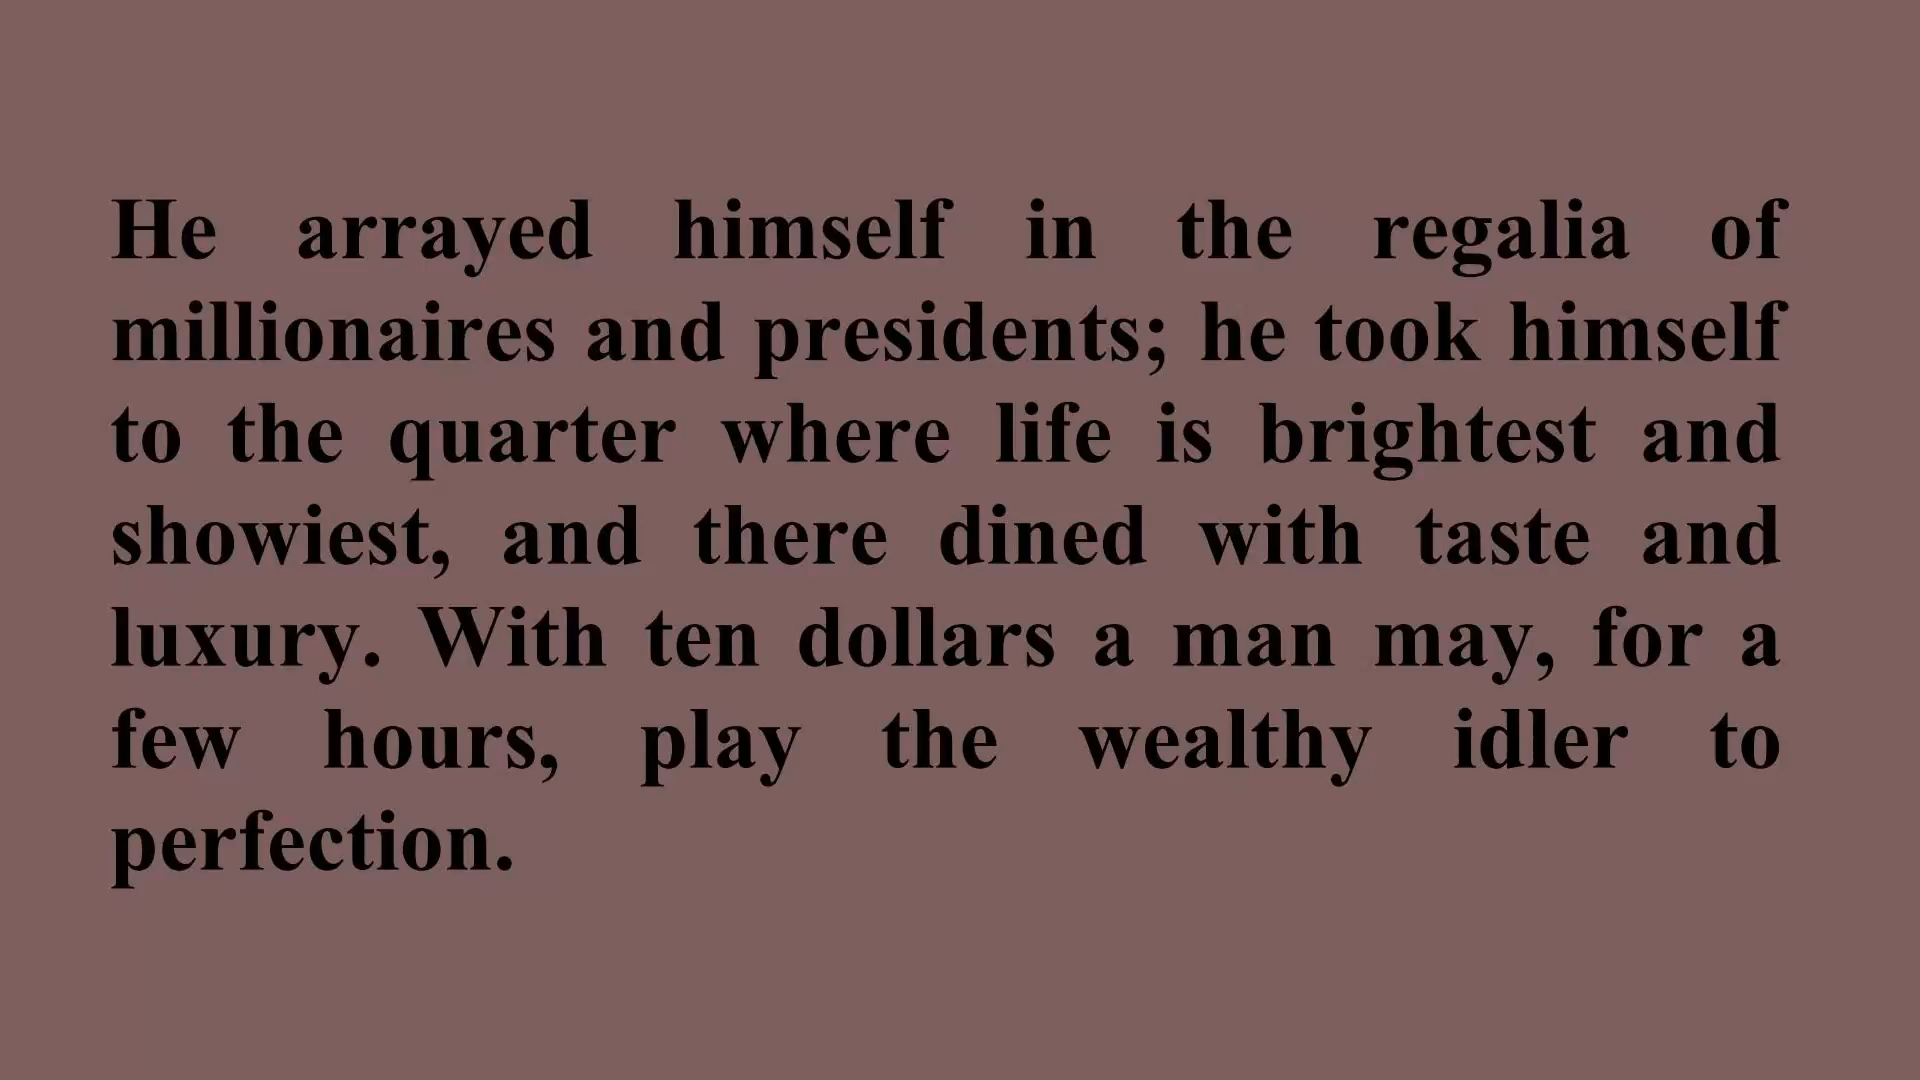 He arrayed himself in the regalia of
millionaires and presidents; he took himself
to the quarter where life is brightest and
showiest, and there dined with taste and
luxury. With ten dollars a man may, for a
few hours, play the wealthy idler to
perfection.